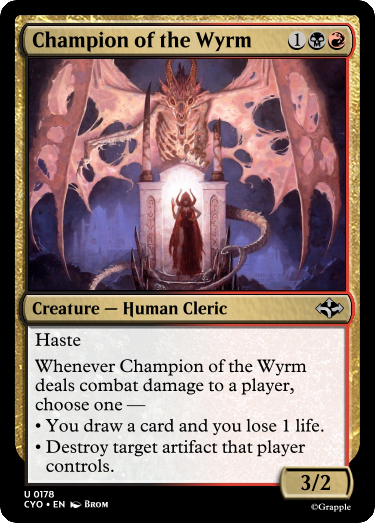 Champion of the Wyrm 1
Creature — Human Cleric
Haste
Whenever Champion of the Wyrm
deals combat damage to a player,
choose one —
• You draw a card and you lose 1 life.
• Destroy target artifact that player
controls.
3/2
U 0178
CYO • EN Brom
©Grapple